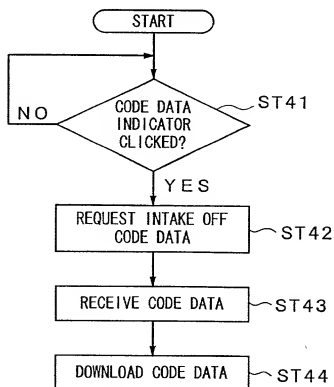 START
CODE DATA
INDICATOR
CLICKED?
ST41
NO
YES
REQUEST INTAKE OFF
CODE DATA
ST42
RECEIVE CODE DATA
ST43
DOWNLOAD CODE DATA
ST44